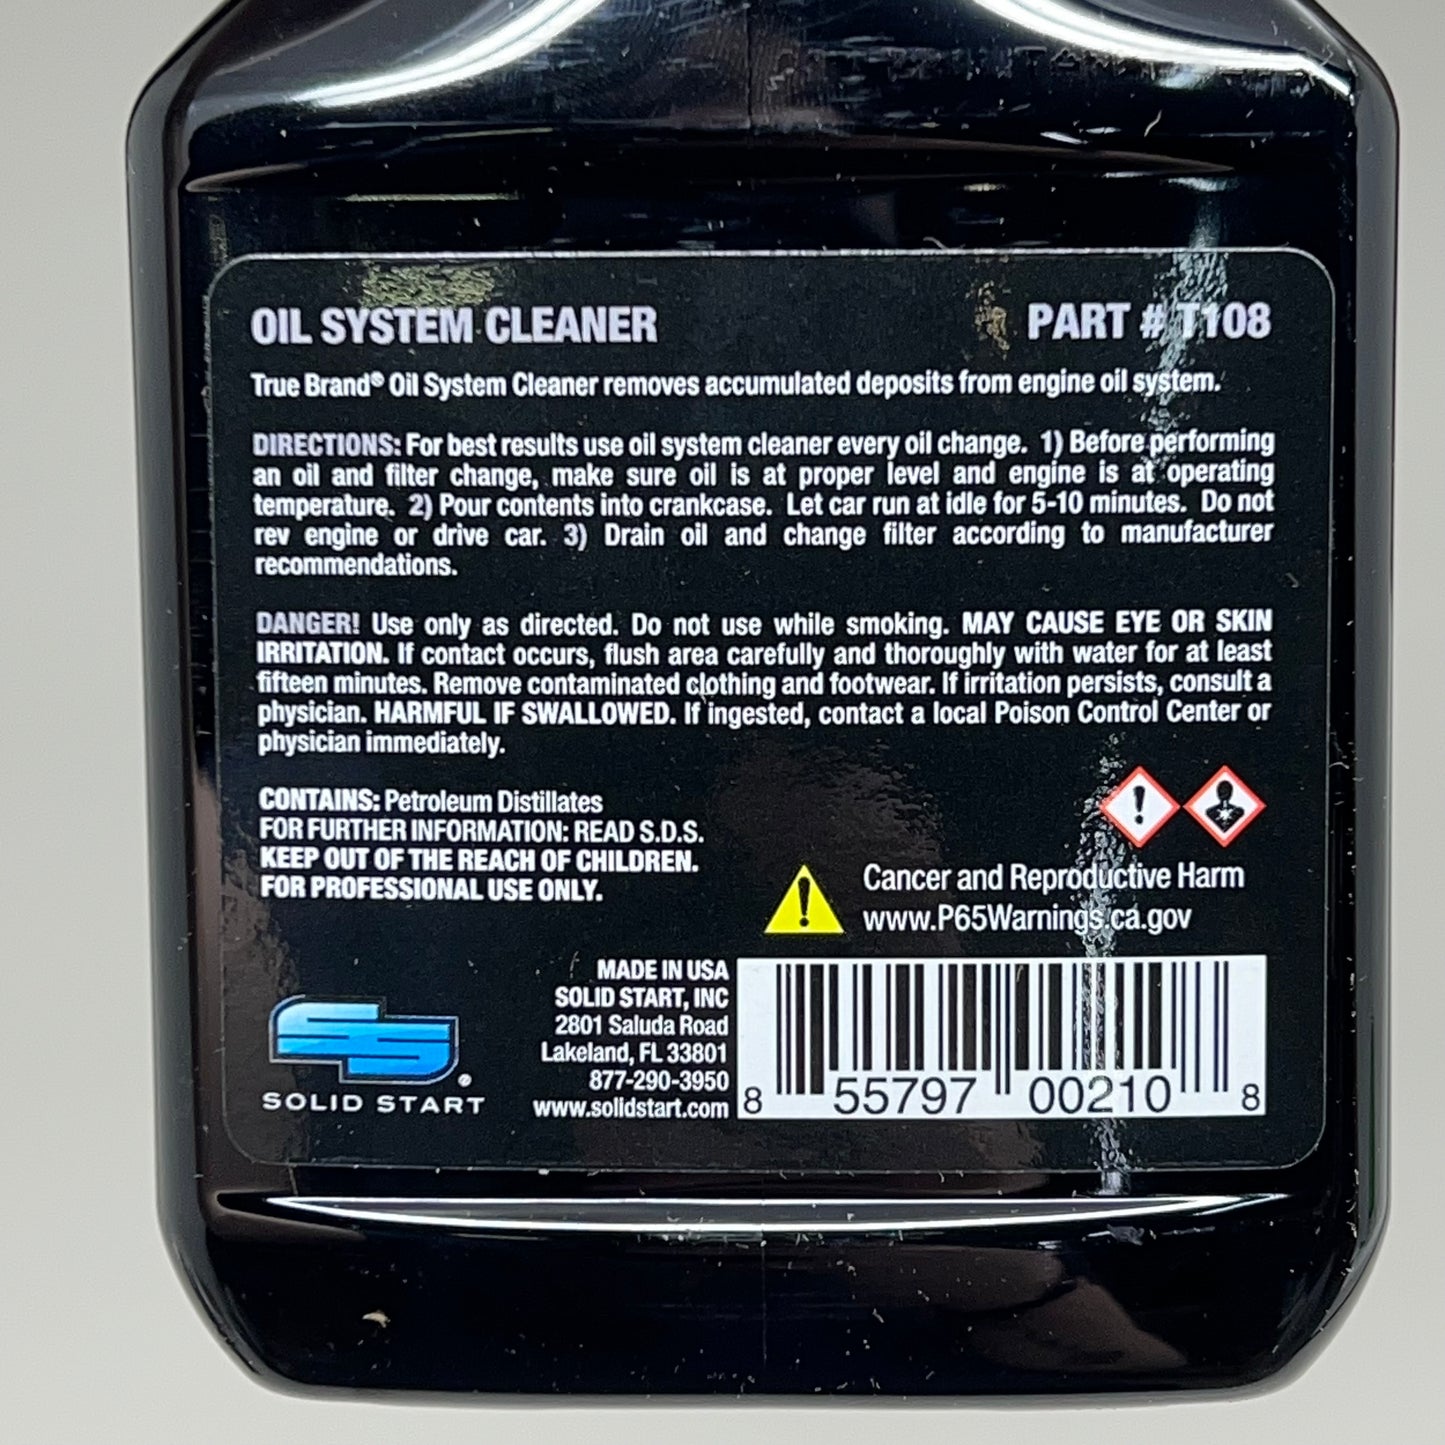 OIL SYSTEM CLEANER PART # T108
True Brand® Oil System Cleaner removes accumulated deposits from engine oil system.
DIRECTIONS: For best results use oil system cleaner every oil change. 1) Before performing
an oil and filter change, make sure oil is at proper level and engine is at operating
temperature. 2) Pour contents into crankcase. Let car run at idle for 5-10 minutes. Do not
rev engine or drive car. 3) Drain oil and change filter according to manufacturer
recommendations.
DANGER! Use only as directed. Do not use while smoking. MAY CAUSE EYE OR SKIN
IRRITATION. If contact occurs, flush area carefully and thoroughly with water for at least
fifteen minutes. Remove contaminated clothing and footwear. If irritation persists, consult a
physician. HARMFUL IF SWALLOWED. If ingested, contact a local Poison Control Center or
physician immediately.
CONTAINS: Petroleum Distillates
FOR FURTHER INFORMATION: READ S.D.S.
KEEP OUT OF THE REACH OF CHILDREN.
FOR PROFESSIONAL USE ONLY.
Cancer and Reproductive Harm
www.P65Warnings.ca.gov
SS®
SOLID START
MADE IN USA
SOLID START, INC
2801 Saluda Road
Lakeland, FL 33801
877-290-3950
www.solidstart.com
8 55797 00210 8